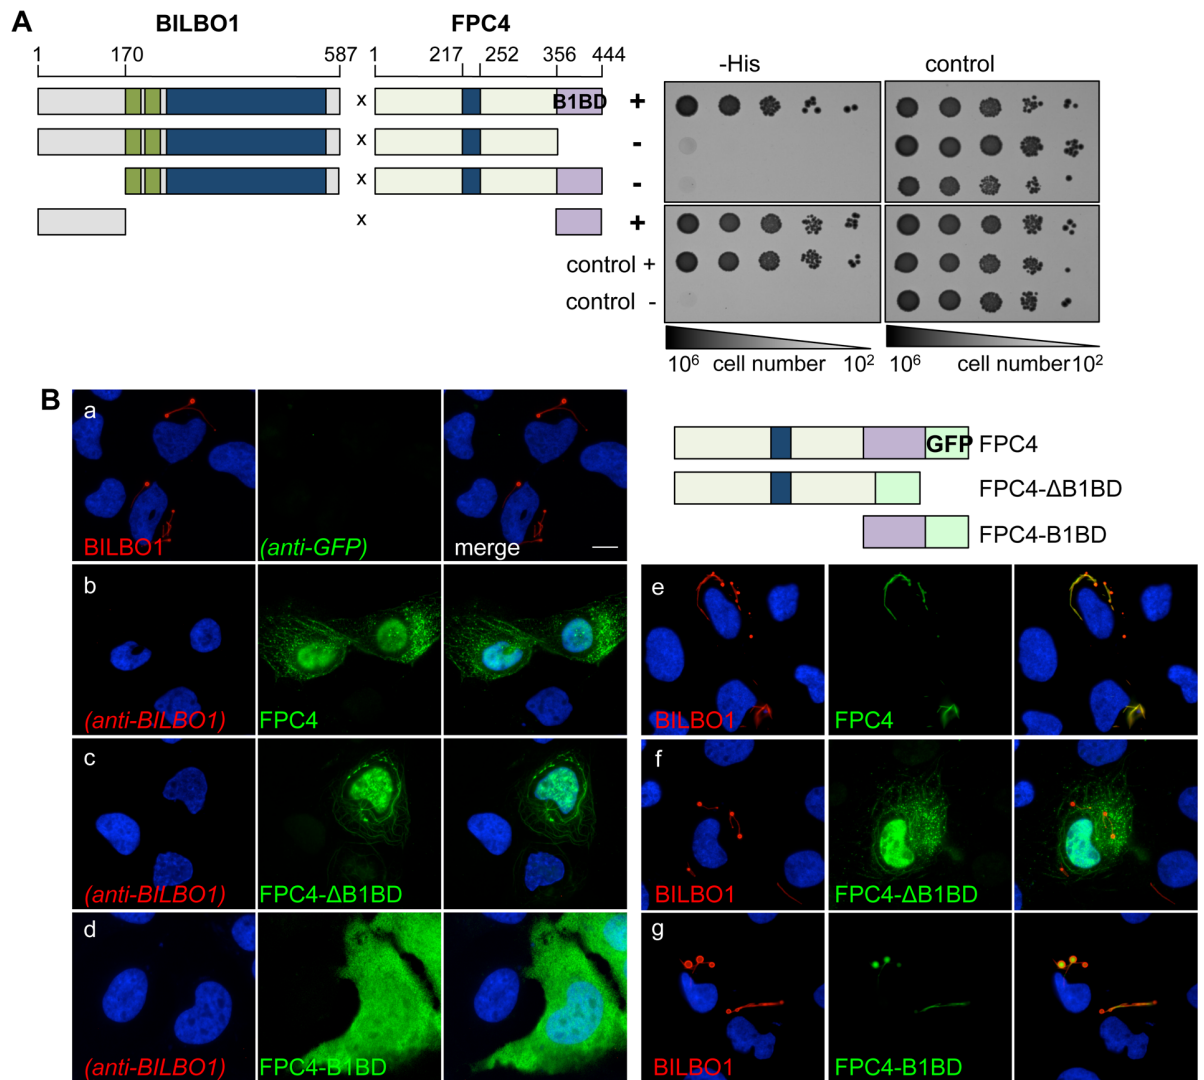 A
BILBO1 FPC4
1 170 587 1 217 252 356 444
-His control
x B1BD +
x -
x -
x +
control +
control -
10⁶ cell number 10² 10⁶ cell number 10²
B
a
BILBO1 (anti-GFP) merge
GFP FPC4
FPC4-ΔB1BD
FPC4-B1BD
b
(anti-BILBO1) FPC4
c
(anti-BILBO1) FPC4-ΔB1BD
d
(anti-BILBO1) FPC4-B1BD
e
BILBO1 FPC4
f
BILBO1 FPC4-ΔB1BD
g
BILBO1 FPC4-B1BD